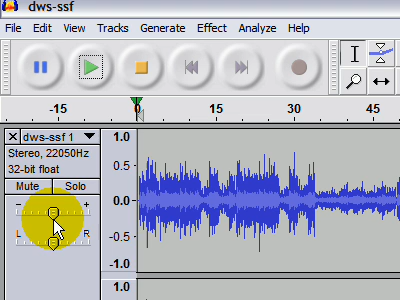 dws-ssf
File Edit View Tracks Generate Effect Analyze Help
-15 0 15 30 45
dws-ssf 1
Stereo, 22050Hz
32-bit float
Mute Solo
- +
L R
1.0
0.5
0.0
-0.5
-1.0
1.0